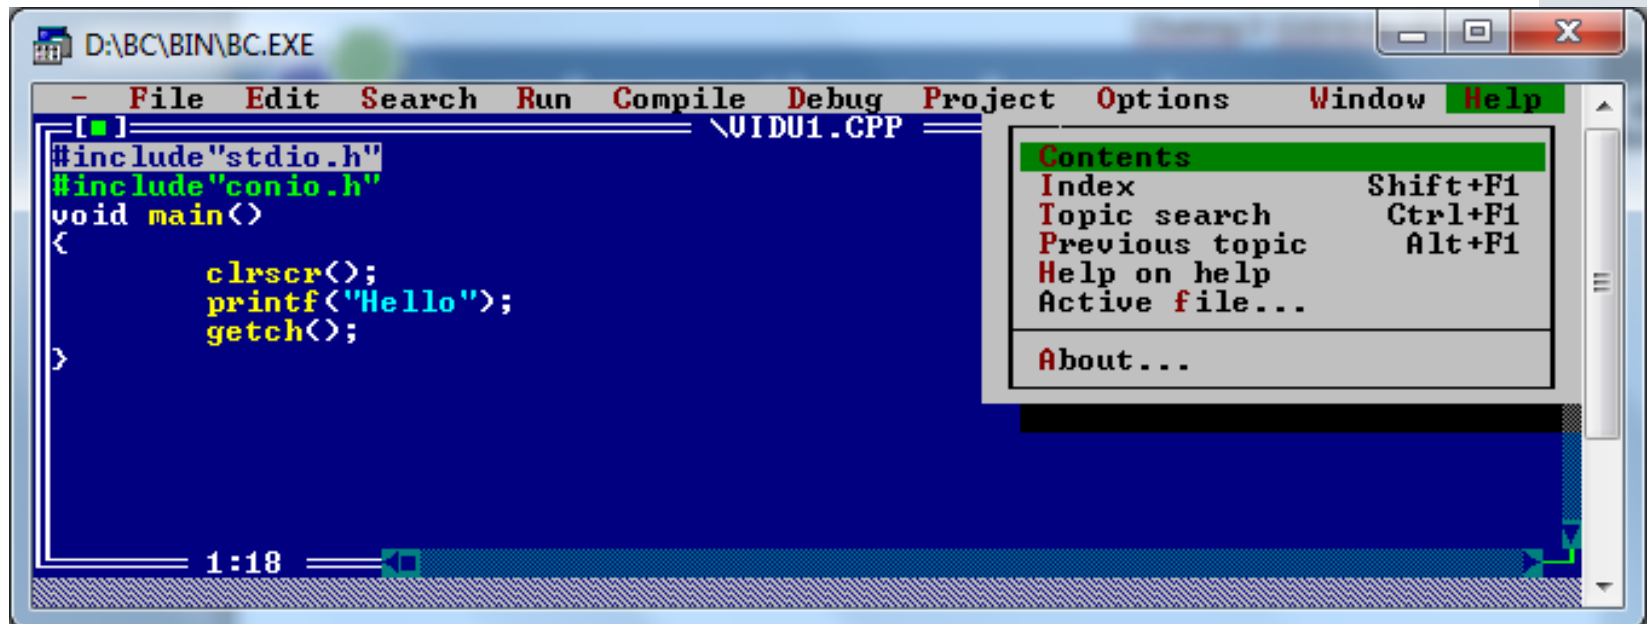 D:\BC\BIN\BC.EXE
- File Edit Search Run Compile Debug Project Options Window Help
[■] \VIDU1.CPP
#include"stdio.h"
#include"conio.h"
void main()
{
clrscr();
printf("Hello");
getch();
}
1:18
Contents
Index Shift+F1
Topic search Ctrl+F1
Previous topic Alt+F1
Help on help
Active file...
About...